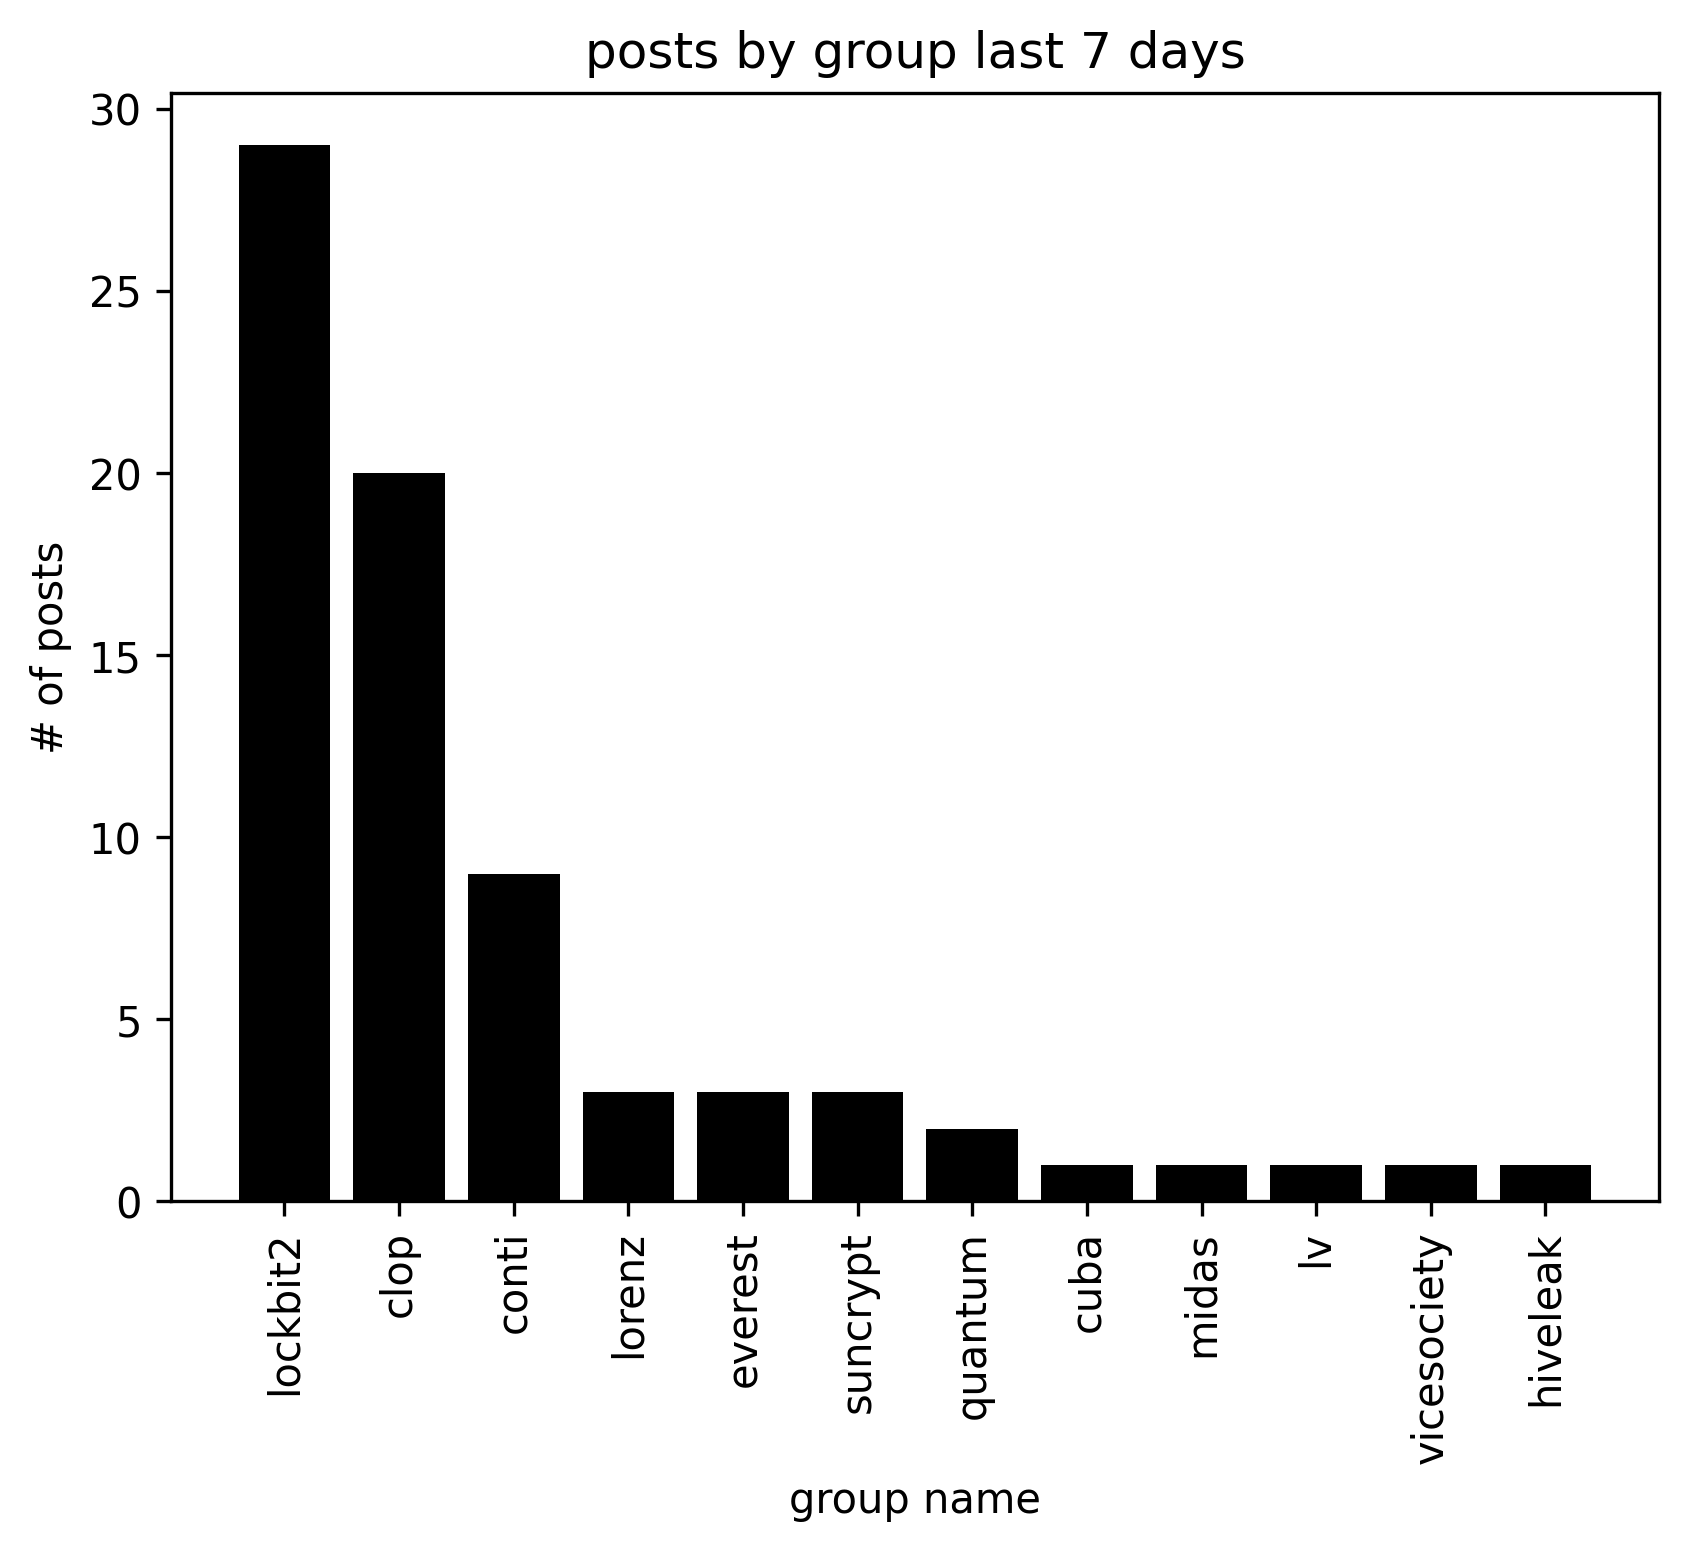 posts by group last 7 days
30
25
20
15
10
5
0
# of posts
lockbit2
clop
conti
lorenz
everest
suncrypt
quantum
cuba
midas
lv
vicesociety
hiveleak
group name